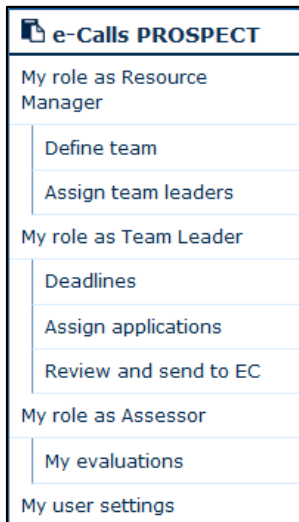 e-Calls PROSPECT
My role as Resource
Manager
Define team
Assign team leaders
My role as Team Leader
Deadlines
Assign applications
Review and send to EC
My role as Assessor
My evaluations
My user settings